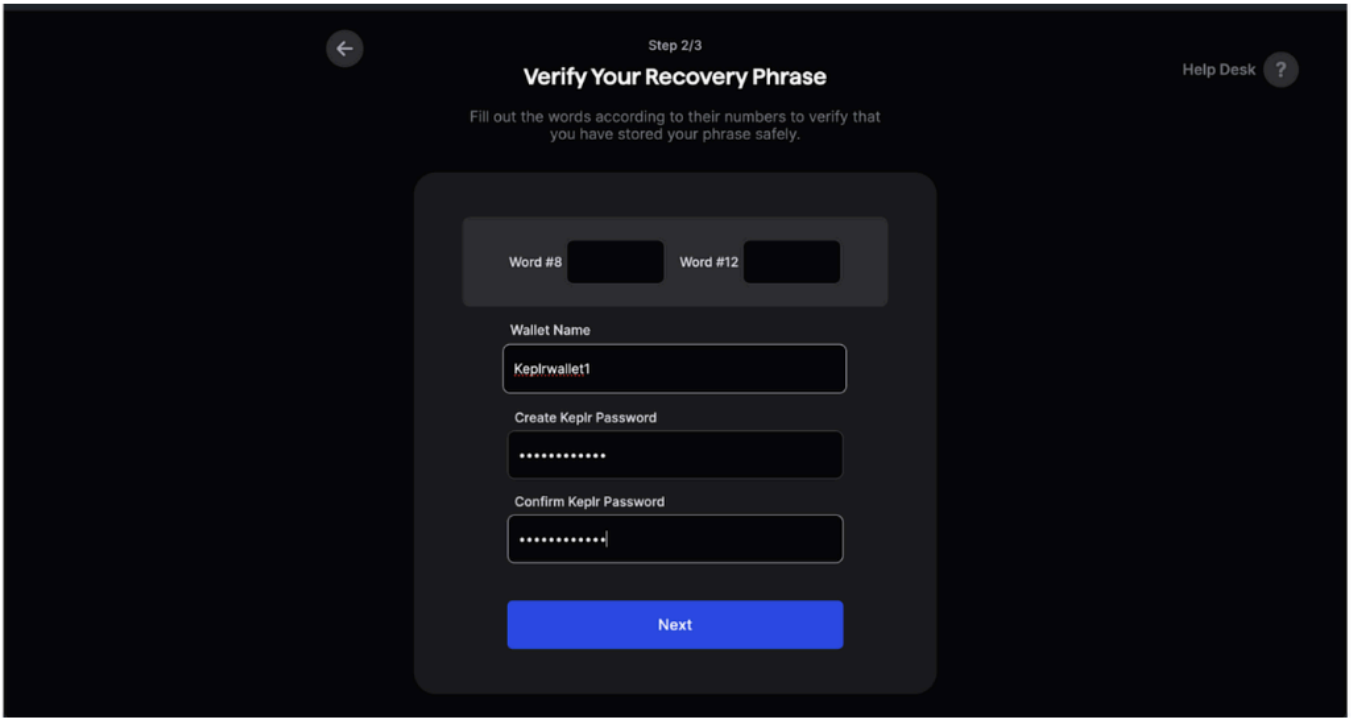 Step 2/3
Verify Your Recovery Phrase
Help Desk ?
Fill out the words according to their numbers to verify that
you have stored your phrase safely.
Word #8 Word #12
Wallet Name
Keplrwallet1
Create Keplr Password
••••••••••••
Confirm Keplr Password
••••••••••••
Next